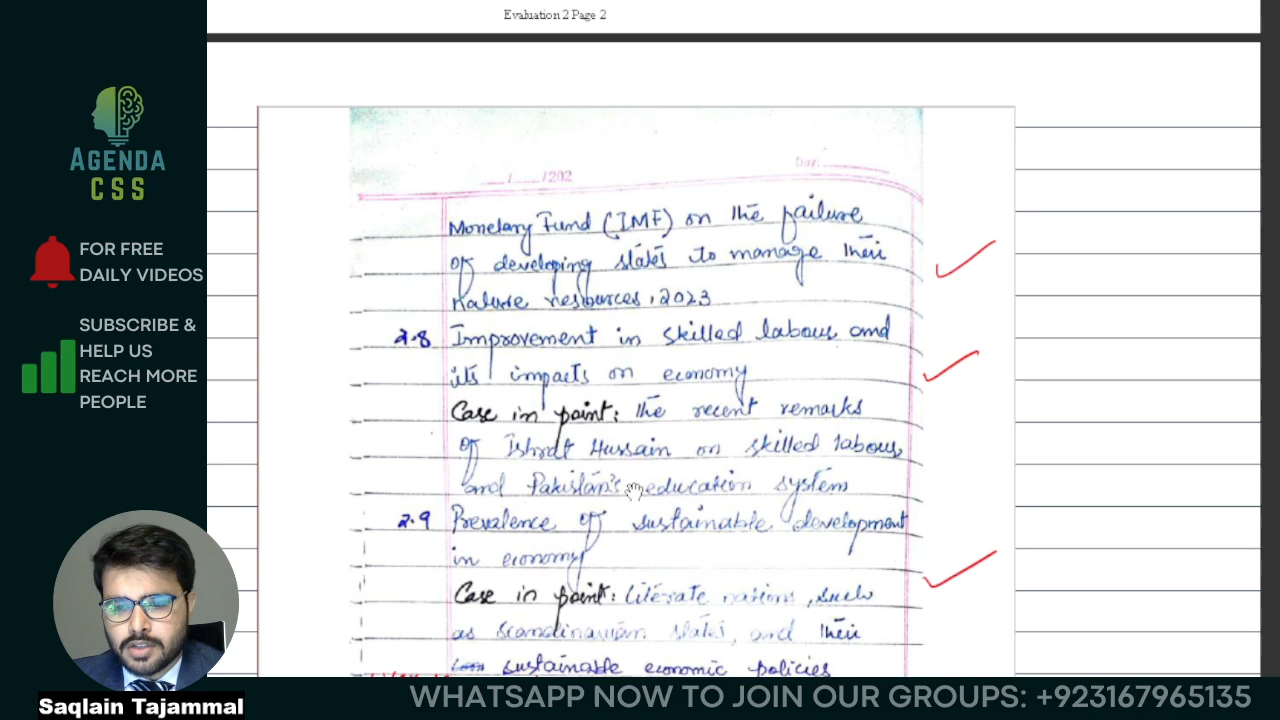 Evaluation 2 Page 2
AGENDA
CSS
FOR FREE
DAILY VIDEOS
SUBSCRIBE &
HELP US
REACH MORE
PEOPLE
/ /202
Day:
Monetary Fund (IMF) on the failure
of developing states to manage their
nature resources, 2023
2.8 Improvement in skilled labour and
its impacts on economy
Case in point: The recent remarks
of Ishrat Hussain on skilled labour
and Pakistan's education system
2.9 Prevalence of sustainable development
in economy
Case in point: Literate nations, such
as Scandinavian states, and their
sustainable economic policies
Saqlain Tajammal
WHATSAPP NOW TO JOIN OUR GROUPS: +923167965135